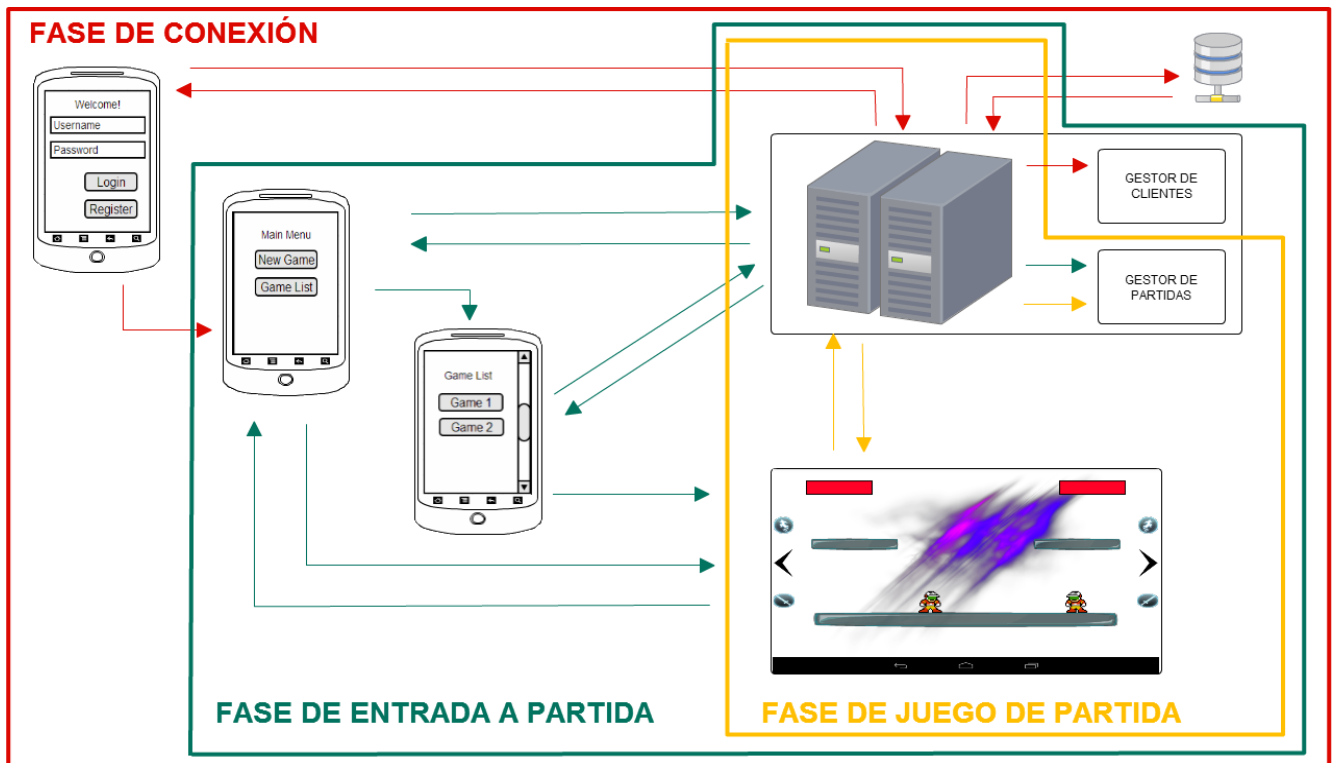 FASE DE CONEXIÓN
Welcome!
Username
Password
Login
Register
Main Menu
New Game
Game List
Game List
Game 1
Game 2
GESTOR DE
CLIENTES
GESTOR DE
PARTIDAS
FASE DE ENTRADA A PARTIDA
FASE DE JUEGO DE PARTIDA